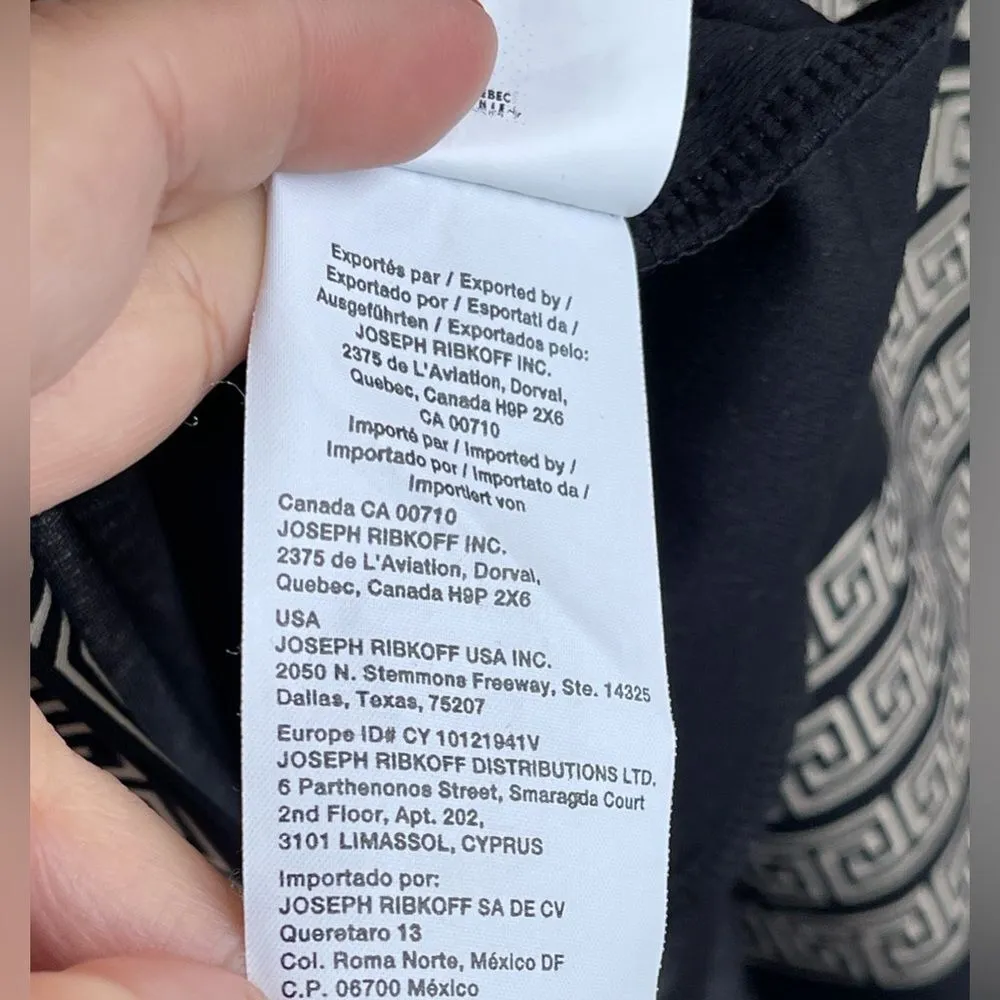 Exportés par / Exported by /
Exportado por / Esportati da /
Ausgeführten / Exportados pelo:
JOSEPH RIBKOFF INC.
2375 de L'Aviation, Dorval,
Quebec, Canada H9P 2X6
CA 00710
Importé par / Imported by /
Importado por / Importato da /
Importiert von
Canada CA 00710
JOSEPH RIBKOFF INC.
2375 de L'Aviation, Dorval,
Quebec, Canada H9P 2X6
USA
JOSEPH RIBKOFF USA INC.
2050 N. Stemmons Freeway, Ste. 14325
Dallas, Texas, 75207
Europe ID# CY 10121941V
JOSEPH RIBKOFF DISTRIBUTIONS LTD.
6 Parthenonos Street, Smaragda Court
2nd Floor, Apt. 202,
3101 LIMASSOL, CYPRUS
Importado por:
JOSEPH RIBKOFF SA DE CV
Queretaro 13
Col. Roma Norte, México DF
C.P. 06700 México